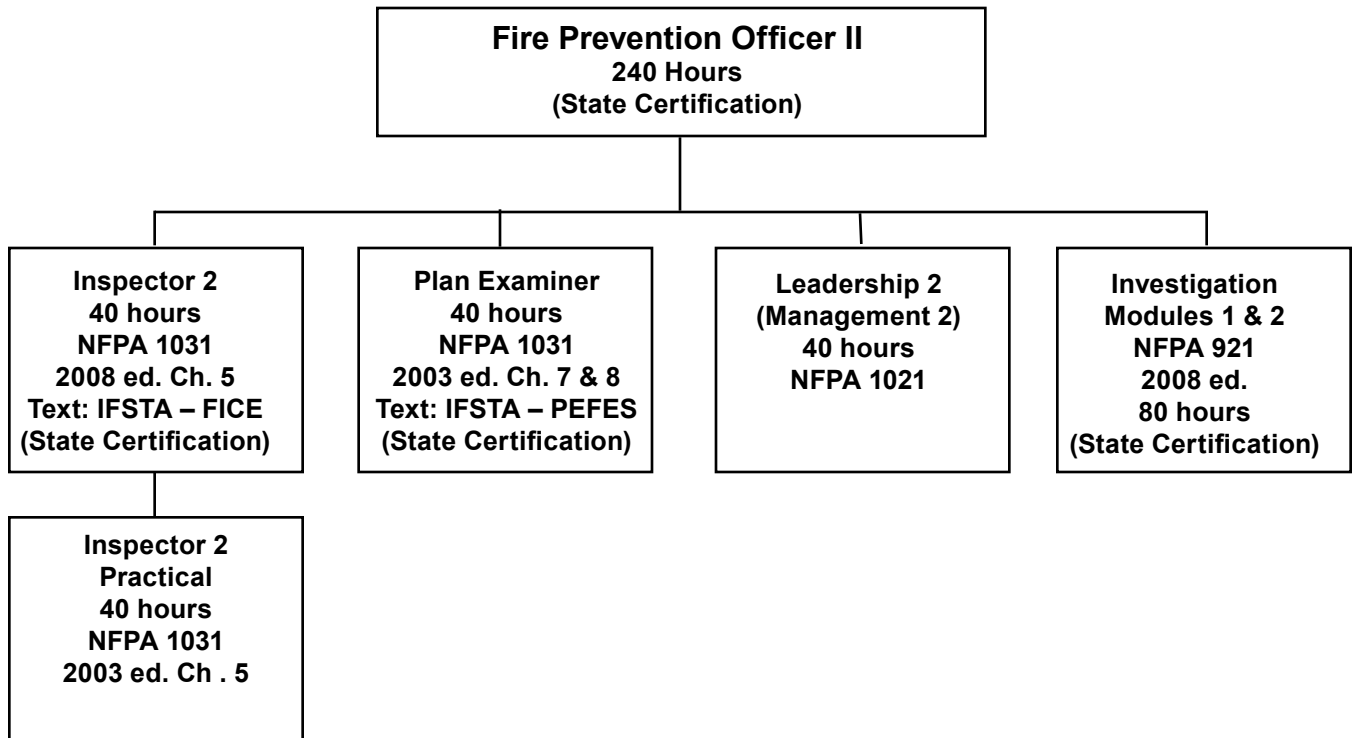 Fire Prevention Officer II
240 Hours
(State Certification)
Inspector 2
40 hours
NFPA 1031
2008 ed. Ch. 5
Text: IFSTA – FICE
(State Certification)
Plan Examiner
40 hours
NFPA 1031
2003 ed. Ch. 7 & 8
Text: IFSTA – PEFES
(State Certification)
Leadership 2
(Management 2)
40 hours
NFPA 1021
Investigation
Modules 1 & 2
NFPA 921
2008 ed.
80 hours
(State Certification)
Inspector 2
Practical
40 hours
NFPA 1031
2003 ed. Ch . 5